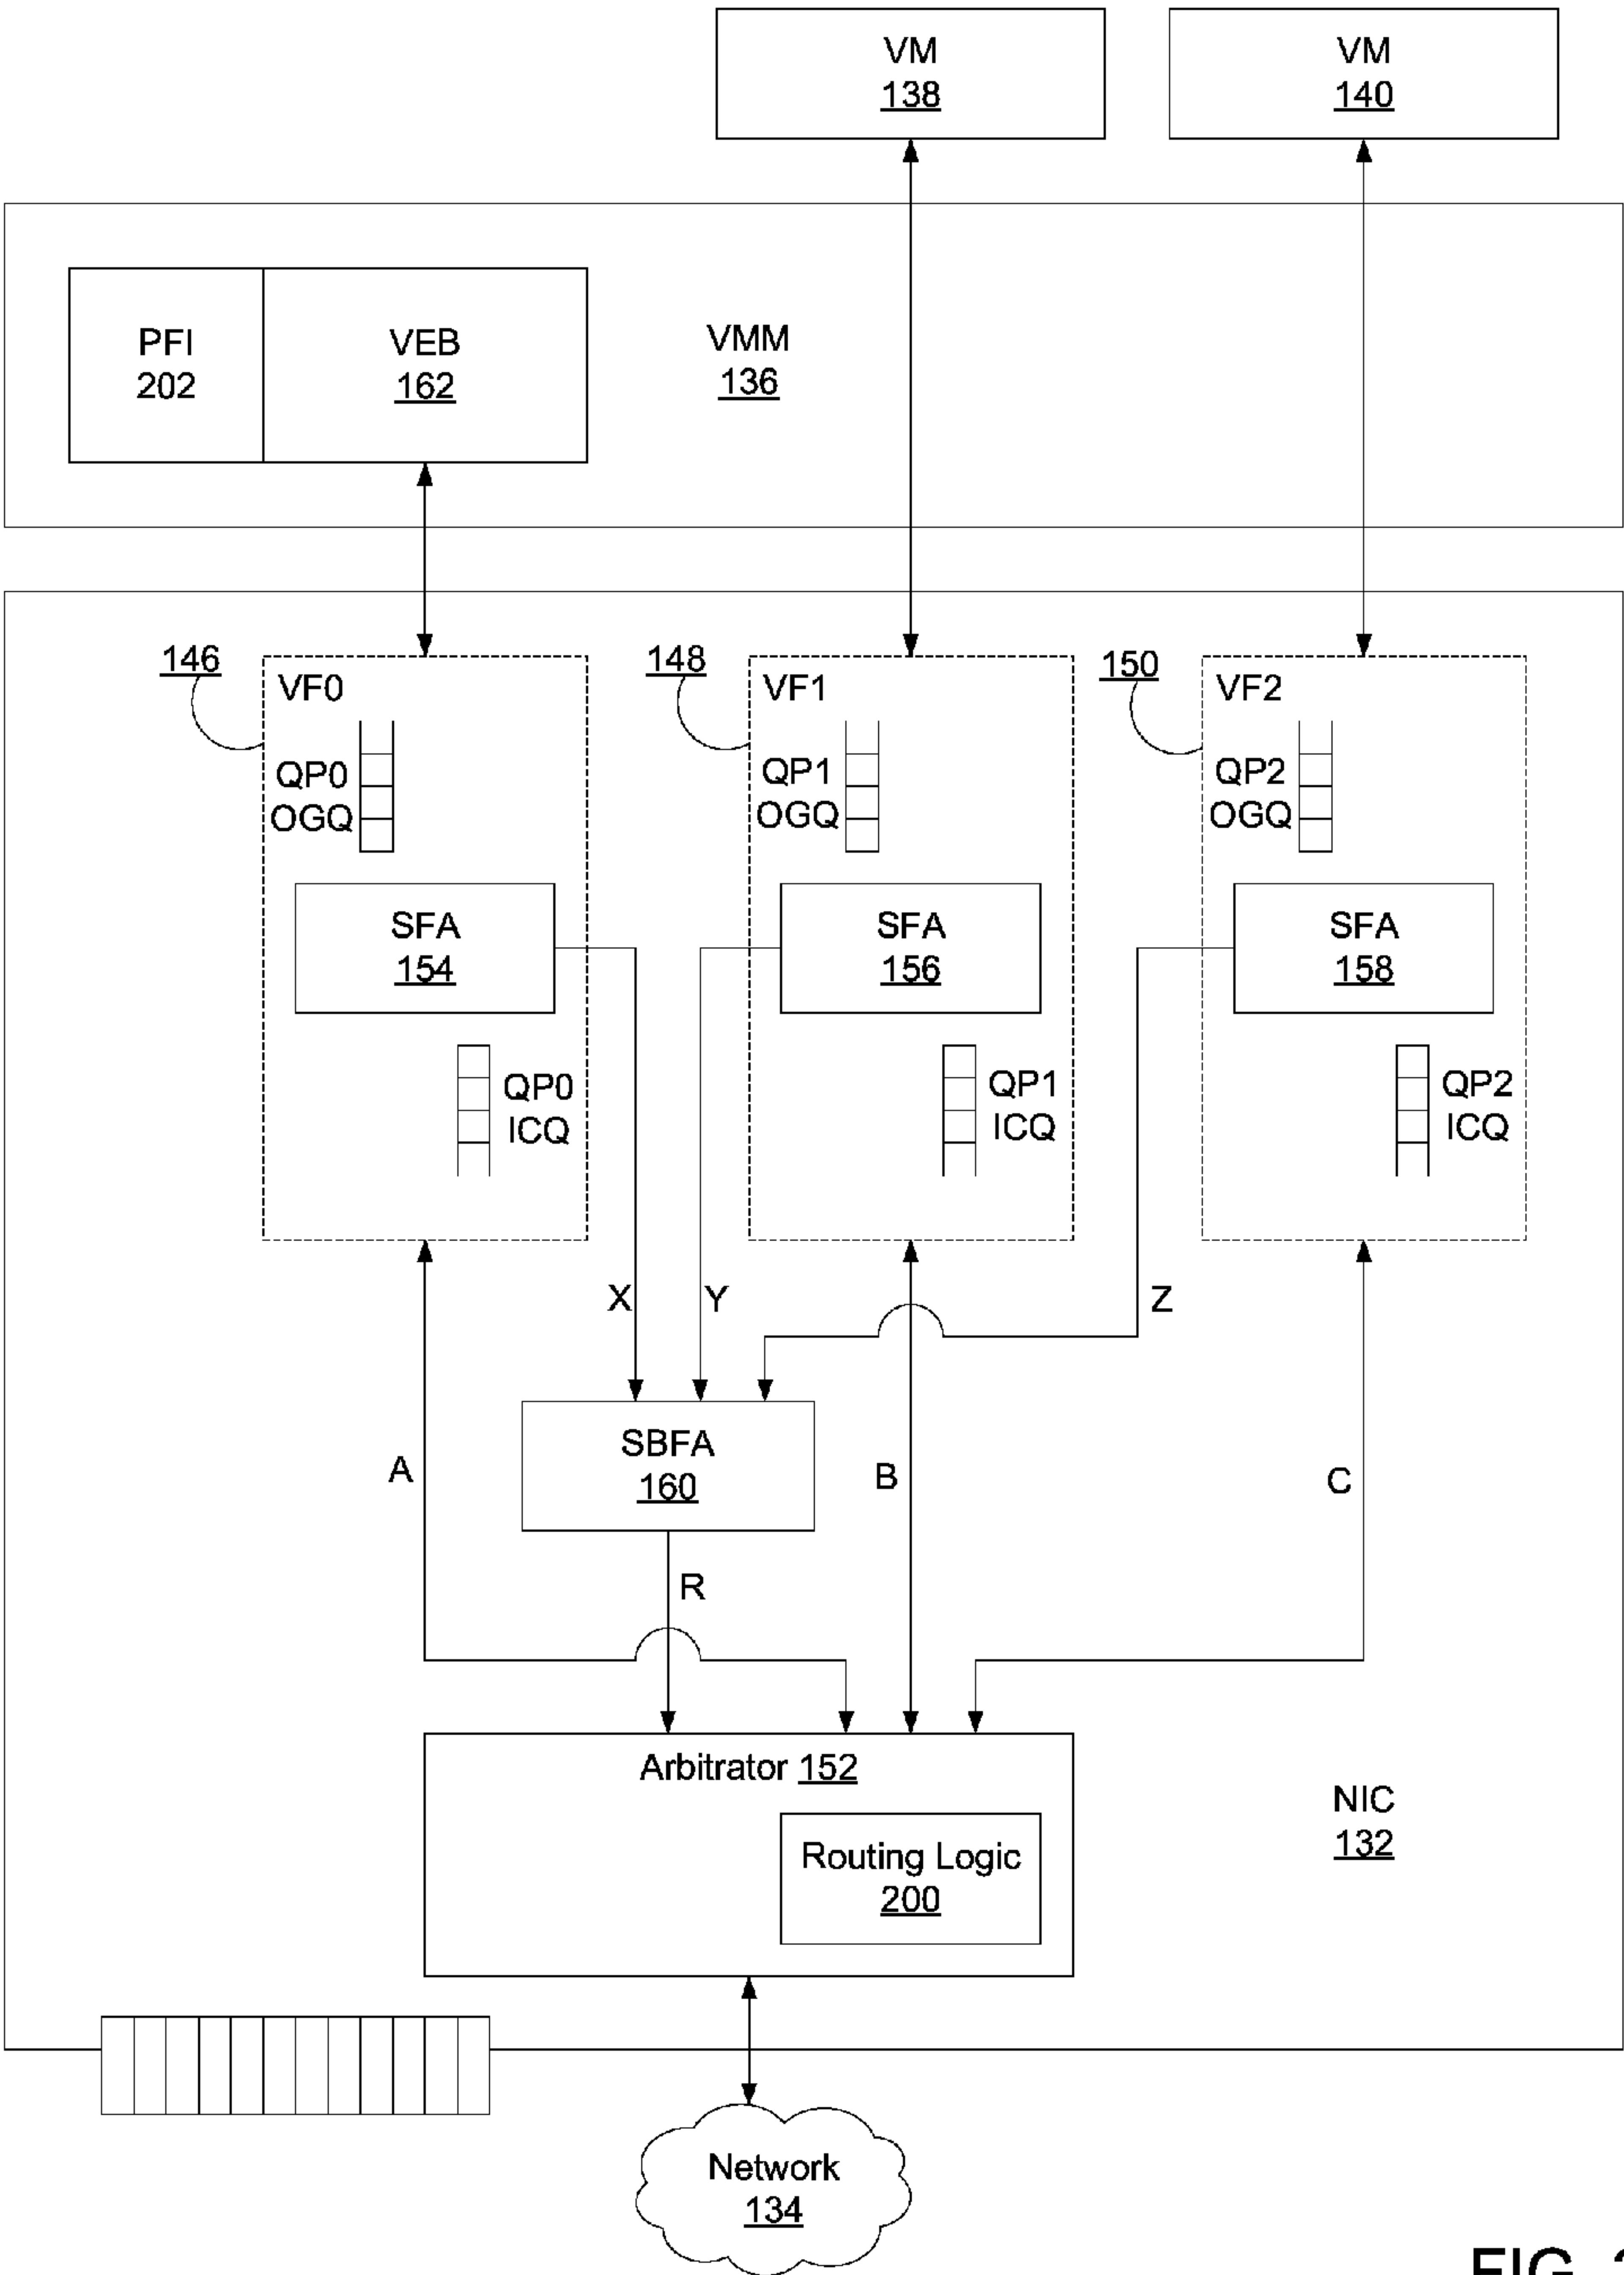 VM
138
VM
140
PFI
202
VEB
162
VMM
136
146
VF0
148
VF1
150
VF2
QP0
OGQ
QP1
OGQ
QP2
OGQ
SFA
154
SFA
156
SFA
158
QP0
ICQ
QP1
ICQ
QP2
ICQ
X
Y
Z
SBFA
160
A
B
C
R
Arbitrator 152
Routing Logic
200
NIC
132
Network
134
FIG.